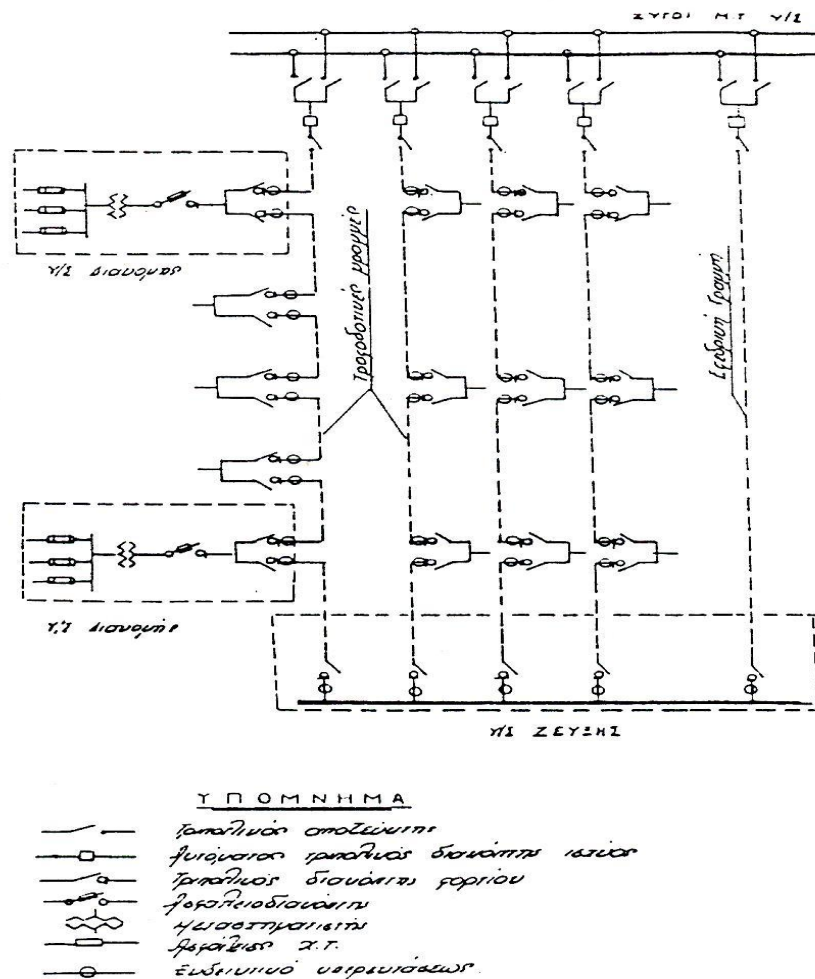 ΖΥΓΟΙ Μ.Τ Υ/Σ
Υ/Σ διανομής
Τροφοδοτικές γραμμές
Εφεδρική Γραμμή
Υ/Σ διανομής
Υ/Σ ΖΕΥΞΗΣ
ΥΠΟΜΝΗΜΑ
Τριπολικός αποζεύκτης
Αυτόματος τριπολικός διακόπτης ισχύος
Τριπολικός διακόπτης φορτίου
Ασφαλειοδιακόπτης
Μετασχηματιστής
Ασφάλειες Χ.Τ.
Ενδεικτικό υπερεντάσεως